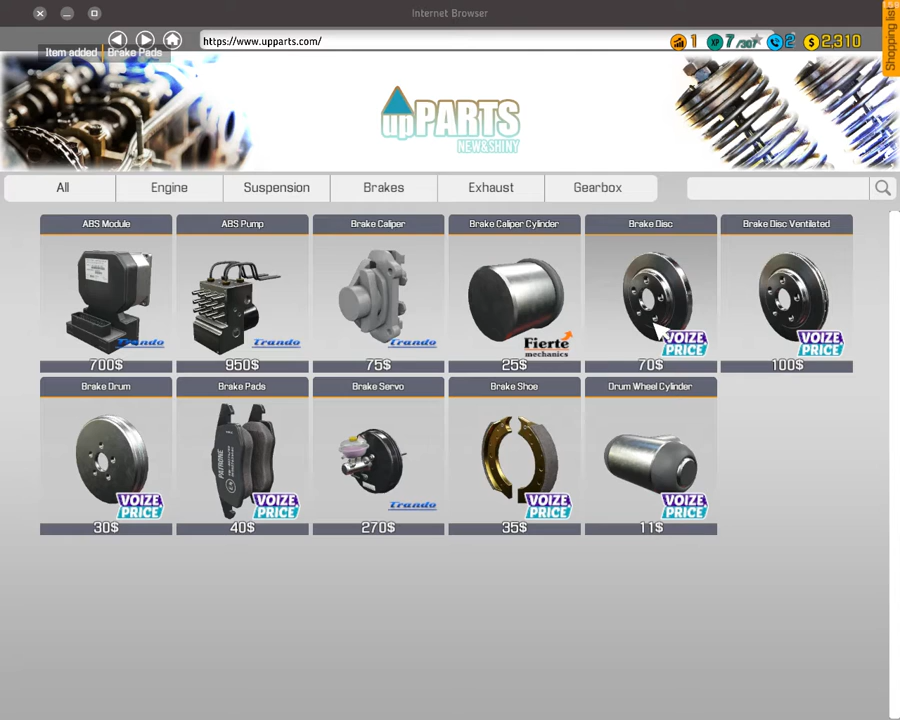 Internet Browser
https://www.upparts.com/
1 XP 7 /307 2 $ 2,310
Item added Brake Pads
Shopping list
upPARTS
NEW&SHINY
All Engine Suspension Brakes Exhaust Gearbox
ABS Module ABS Pump Brake Caliper Brake Caliper Cylinder Brake Disc Brake Disc Ventilated
Trando Trando Trando Fierte mechanics VOIZE PRICE VOIZE PRICE
700$ 950$ 75$ 25$ 70$ 100$
Brake Drum Brake Pads Brake Servo Brake Shoe Drum Wheel Cylinder
VOIZE PRICE VOIZE PRICE Trando VOIZE PRICE VOIZE PRICE
30$ 40$ 270$ 35$ 11$